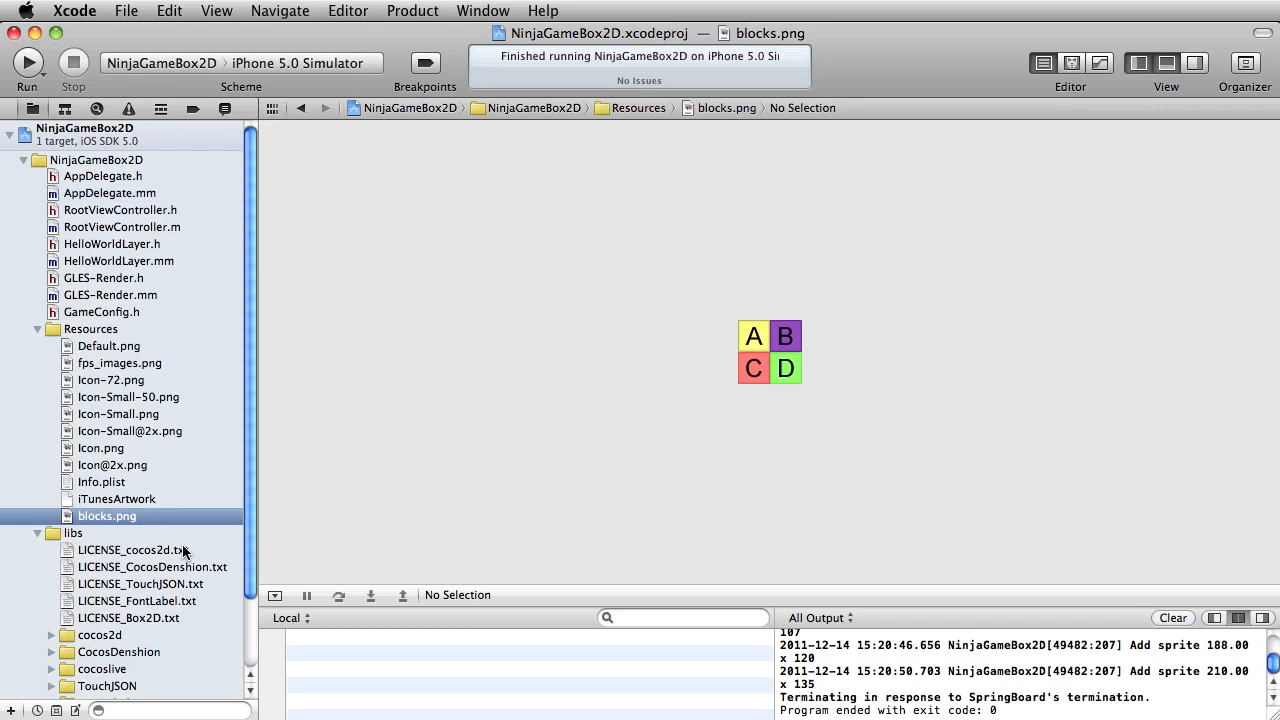 Xcode File Edit View Navigate Editor Product Window Help
NinjaGameBox2D.xcodeproj — blocks.png
NinjaGameBox2D › iPhone 5.0 Simulator
Finished running NinjaGameBox2D on iPhone 5.0 Sii
No Issues
Run Stop Scheme Breakpoints Editor View Organizer
NinjaGameBox2D › NinjaGameBox2D › Resources › blocks.png › No Selection
NinjaGameBox2D
1 target, iOS SDK 5.0
NinjaGameBox2D
AppDelegate.h
AppDelegate.mm
RootViewController.h
RootViewController.m
HelloWorldLayer.h
HelloWorldLayer.mm
GLES-Render.h
GLES-Render.mm
GameConfig.h
Resources
Default.png
fps_images.png
Icon-72.png
Icon-Small-50.png
Icon-Small.png
Icon-Small@2x.png
Icon.png
Icon@2x.png
Info.plist
iTunesArtwork
blocks.png
libs
LICENSE_cocos2d.txt
LICENSE_CocosDenshion.txt
LICENSE_TouchJSON.txt
LICENSE_FontLabel.txt
LICENSE_Box2D.txt
cocos2d
CocosDenshion
cocoslive
TouchJSON
A B
C D
No Selection
Local All Output Clear
107
2011-12-14 15:20:46.656 NinjaGameBox2D[49482:207] Add sprite 188.00
x 120
2011-12-14 15:20:50.703 NinjaGameBox2D[49482:207] Add sprite 210.00
x 135
Terminating in response to SpringBoard's termination.
Program ended with exit code: 0